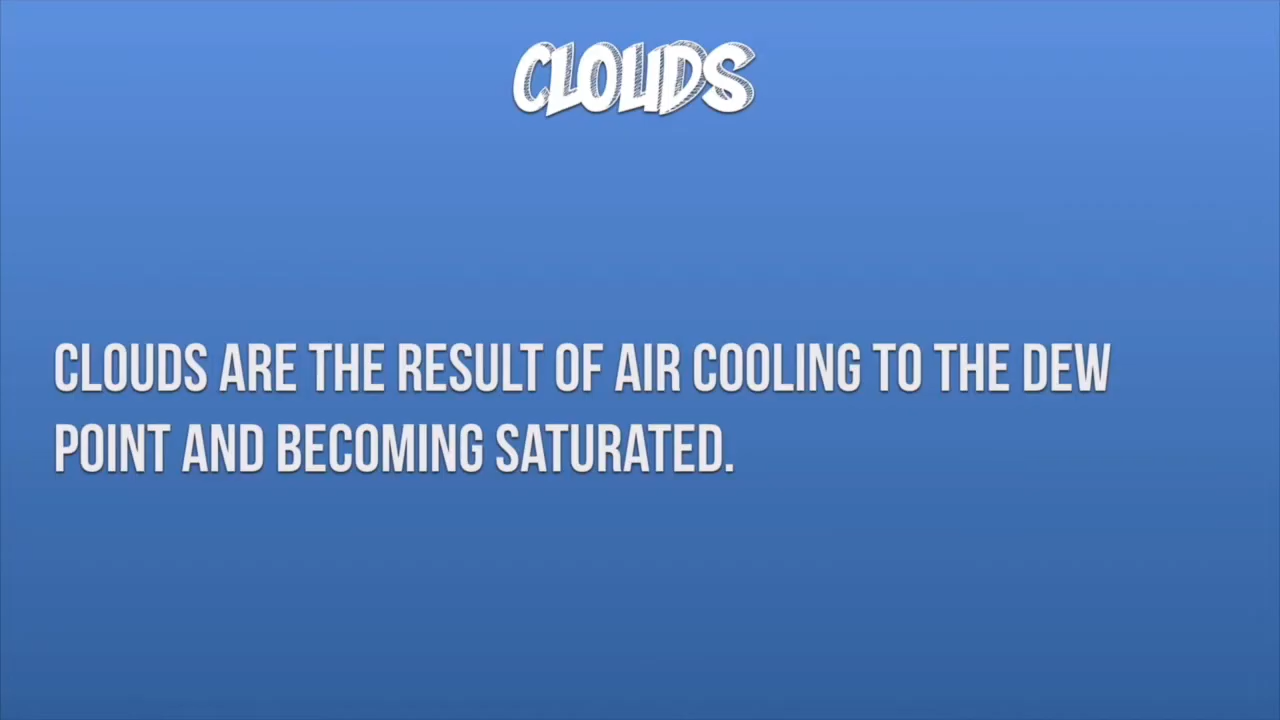 CLOUDS
CLOUDS ARE THE RESULT OF AIR COOLING TO THE DEW
POINT AND BECOMING SATURATED.